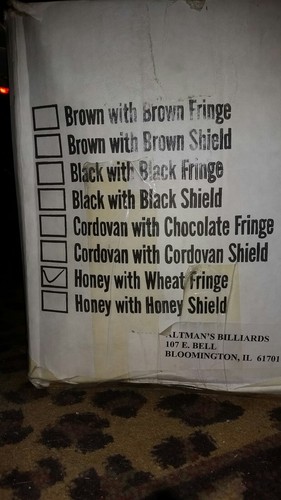 Brown with Brown Fringe
Brown with Brown Shield
Black with Black Fringe
Black with Black Shield
Cordovan with Chocolate Fringe
Cordovan with Cordovan Shield
Honey with Wheat Fringe
Honey with Honey Shield
ALTMAN'S BILLIARDS
107 E. BELL
BLOOMINGTON, IL 61701